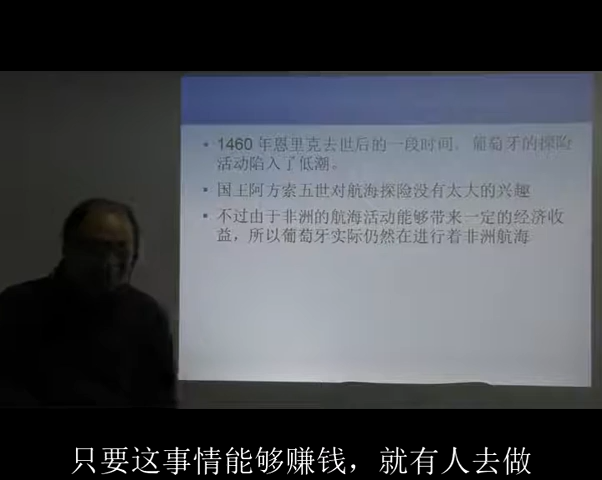 • 1460 年恩里克去世后的一段时间，葡萄牙的探险
活动陷入了低潮。
• 国王阿方索五世对航海探险没有太大的兴趣
• 不过由于非洲的航海活动能够带来一定的经济收
益，所以葡萄牙实际仍然在进行着非洲航海
只要这事情能够赚钱，就有人去做